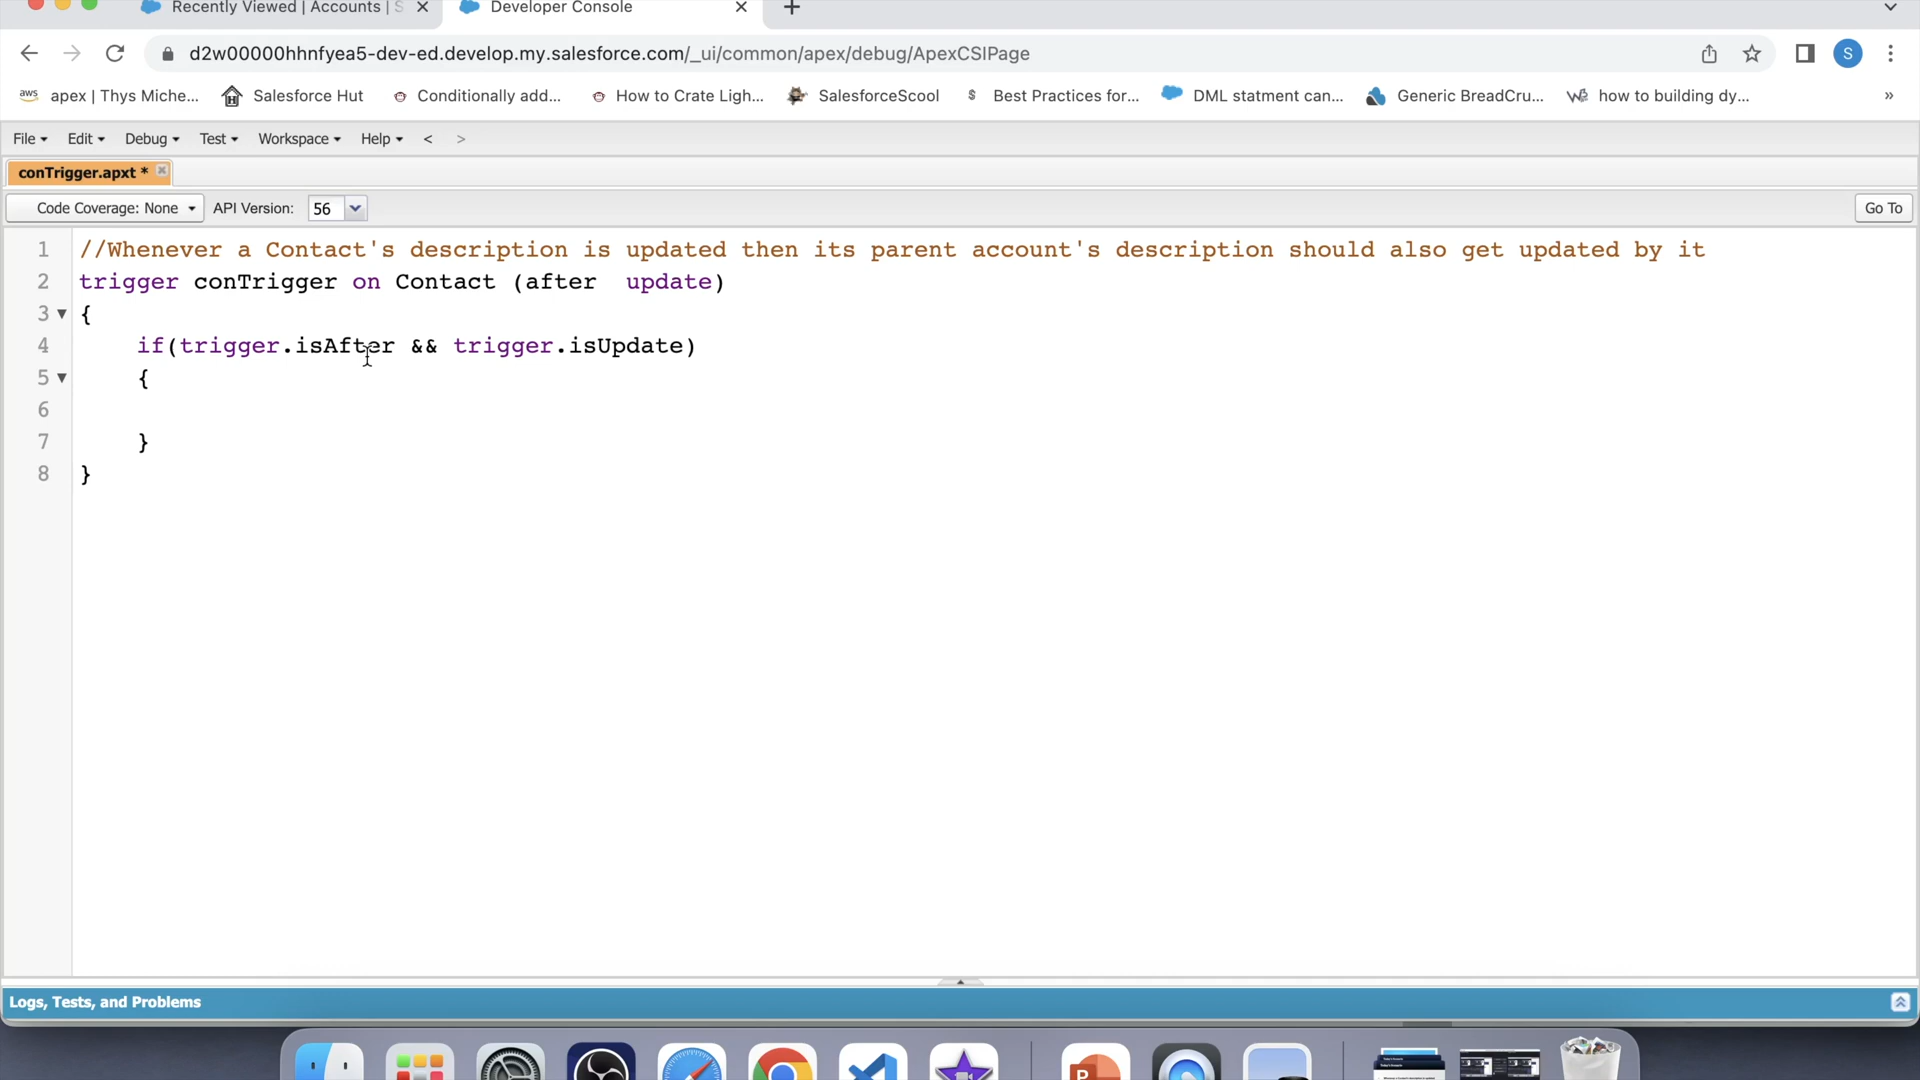 Recently Viewed | Accounts | S
Developer Console
d2w00000hhnfyea5-dev-ed.develop.my.salesforce.com/_ui/common/apex/debug/ApexCSIPage
S
aws apex | Thys Miche... Salesforce Hut Conditionally add... How to Crate Ligh... SalesforceScool $ Best Practices for... DML statment can... Generic BreadCru... how to building dy... »
File Edit Debug Test Workspace Help < >
conTrigger.apxt *
Code Coverage: None API Version: 56 Go To
1 //Whenever a Contact's description is updated then its parent account's description should also get updated by it
2 trigger conTrigger on Contact (after  update)
3 {
4 if(trigger.isAfter && trigger.isUpdate)
5 {
6
7 }
8 }
Logs, Tests, and Problems
P